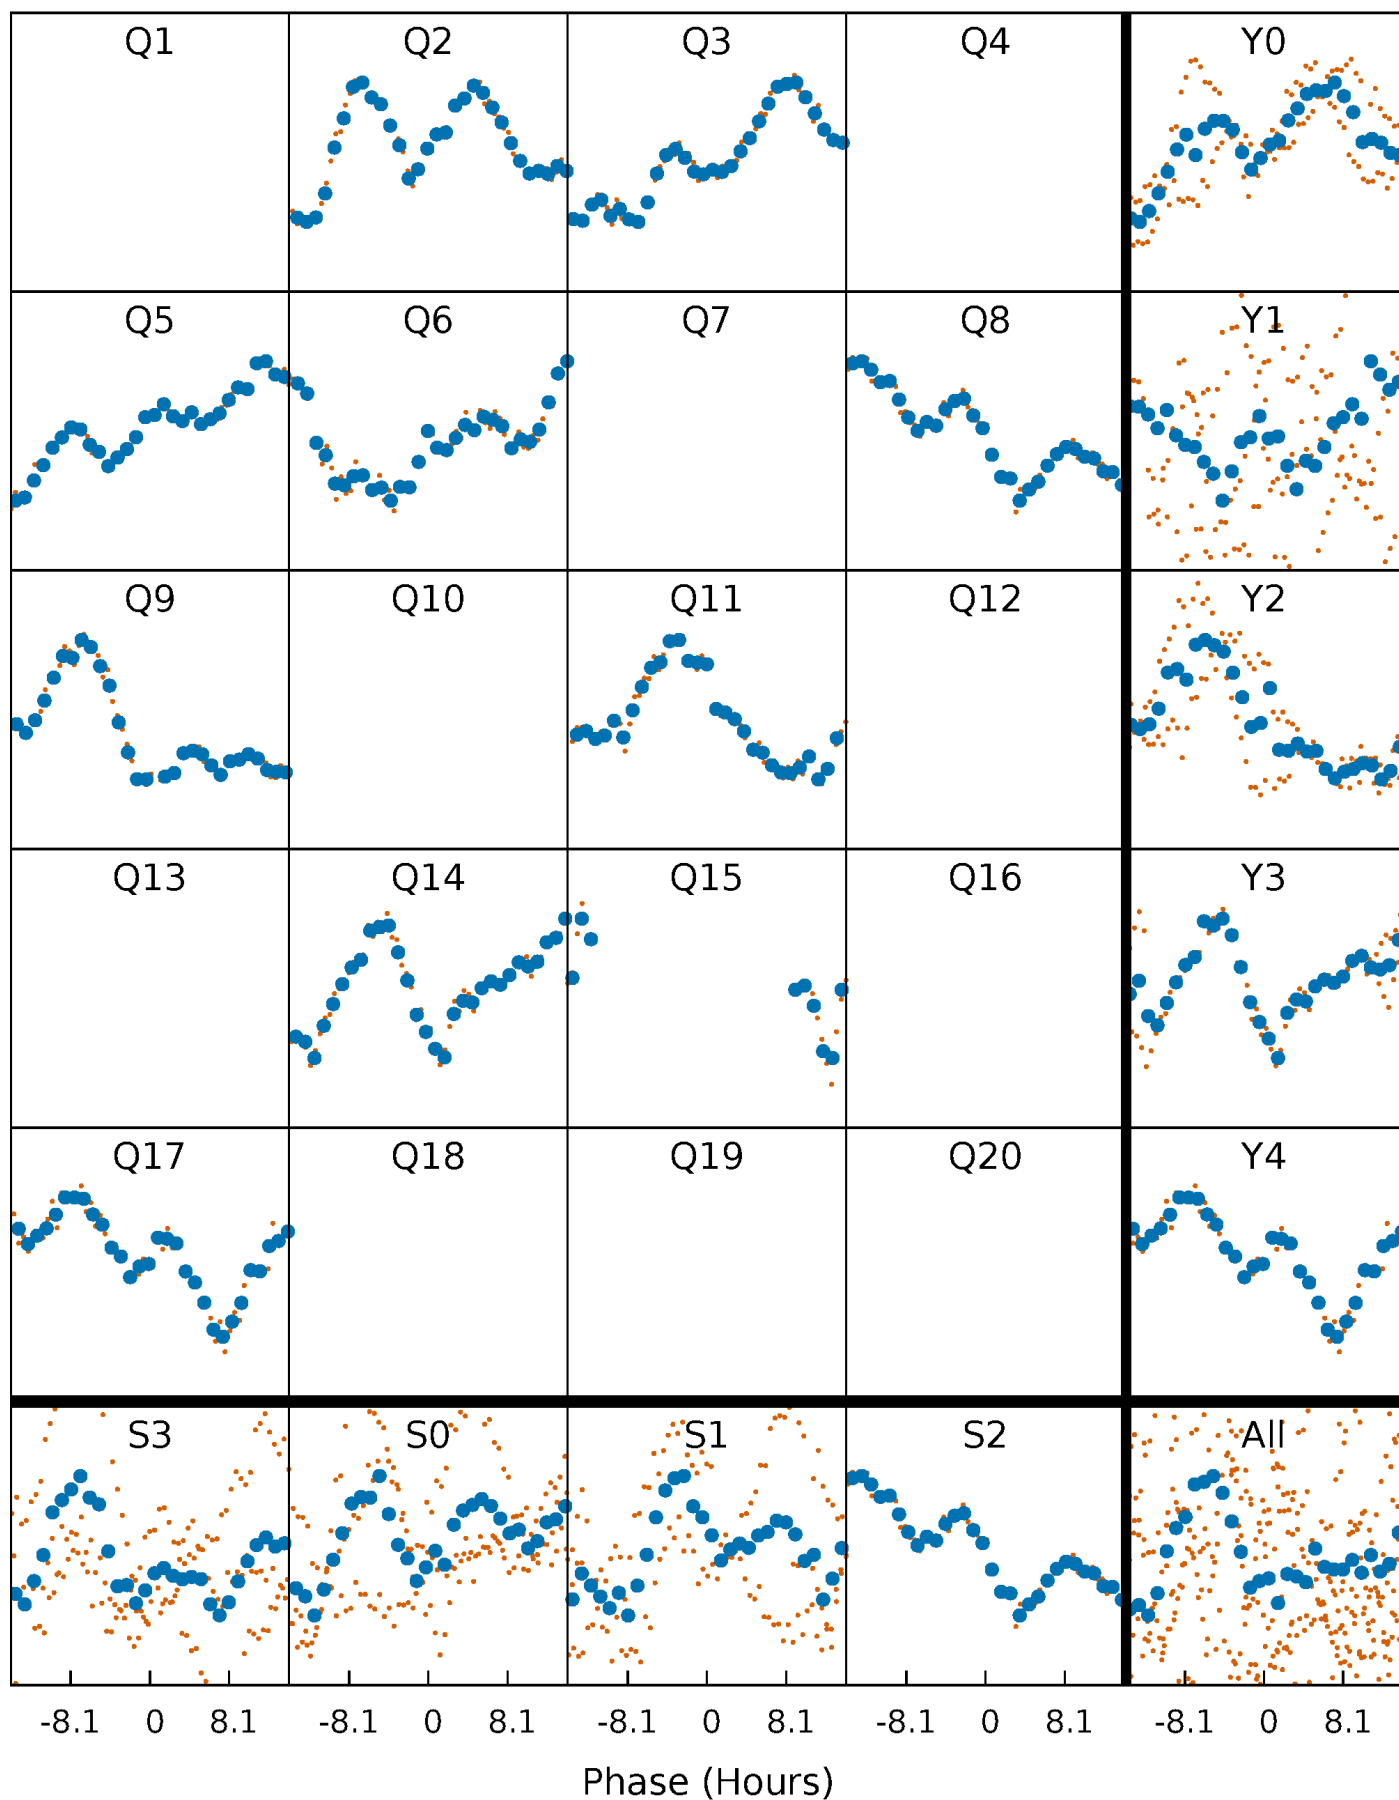 Q1 Q2 Q3 Q4 Y0
Q5 Q6 Q7 Q8 Y1
Q9 Q10 Q11 Q12 Y2
Q13 Q14 Q15 Q16 Y3
Q17 Q18 Q19 Q20 Y4
S3 S0 S1 S2 All
-8.1 0 8.1 -8.1 0 8.1 -8.1 0 8.1 -8.1 0 8.1 -8.1 0 8.1
Phase (Hours)